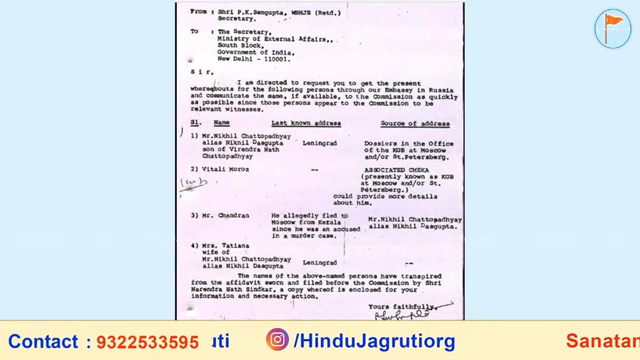 From : Shri P.K.Sengupta, WBHJS (Retd.)
Secretary.
To : The Secretary,
Ministry of External Affairs,
South Block,
Government of India,
New Delhi - 110001.
Sir,
I am directed to request you to get the present
whereabouts for the following persons through our Embassy in Russia
and communicate the same, if available, to the Commission as quickly
as possible since those persons appear to the Commission to be
relevant witnesses.
Sl. Name Last known address Source of address
1) Mr.Nikhil Chattopadhyay
alias Nikhil Dasgupta Leningrad Dossiers in the Office
son of Virendra Nath of the KGB at Moscow
Chattopadhyay and/or St.Petersberg.
2) Vitali Moroz -- ASSOCIATED CHEKA
(presently known as KGB
at Moscow and/or St.
Petersberg.)
could provide more details
about him.
3) Mr. Chandran He allegedly fled to Mr.Nikhil Chattopadhyay
Moscow from Kerala alias Nikhil Dasgupta.
since he was an accused
in a murder case.
4) Mrs. Tatiana
wife of
Mr.Nikhil Chattopadhyay Leningrad --
alias Nikhil Dasgupta
The names of the above-named persons have transpired
from the affidavit sworn and filed before the Commission by Shri
Narendra Nath Sindkar, a copy whereof is enclosed for your
information and necessary action.
Yours faithfully,
Contact : 9322533595 uti /HinduJagrutiorg Sanatan